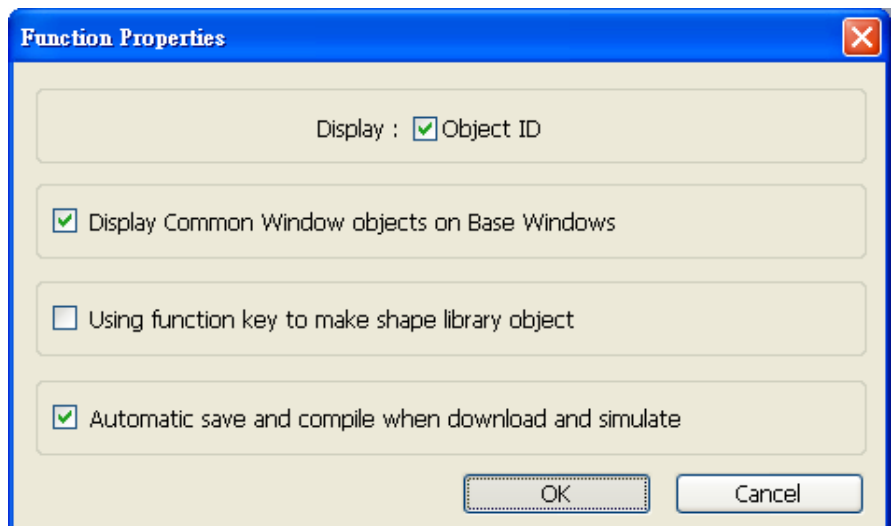 Function Properties
Display : Object ID
Display Common Window objects on Base Windows
Using function key to make shape library object
Automatic save and compile when download and simulate
OK Cancel